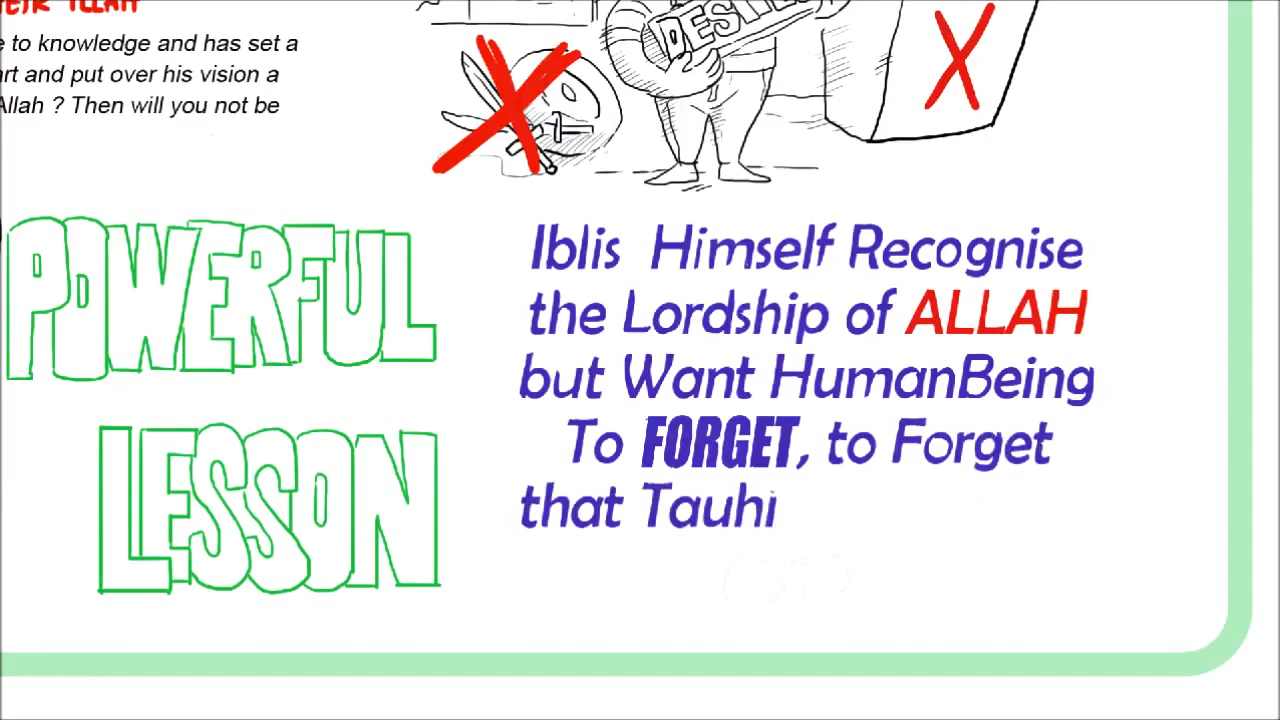 ALLAH
to knowledge and has set a
and put over his vision a
Allah ? Then will you not be
POWERFUL
LESSON
Iblis Himself Recognise
the Lordship of ALLAH
but Want HumanBeing
To FORGET, to Forget
that Tauhi